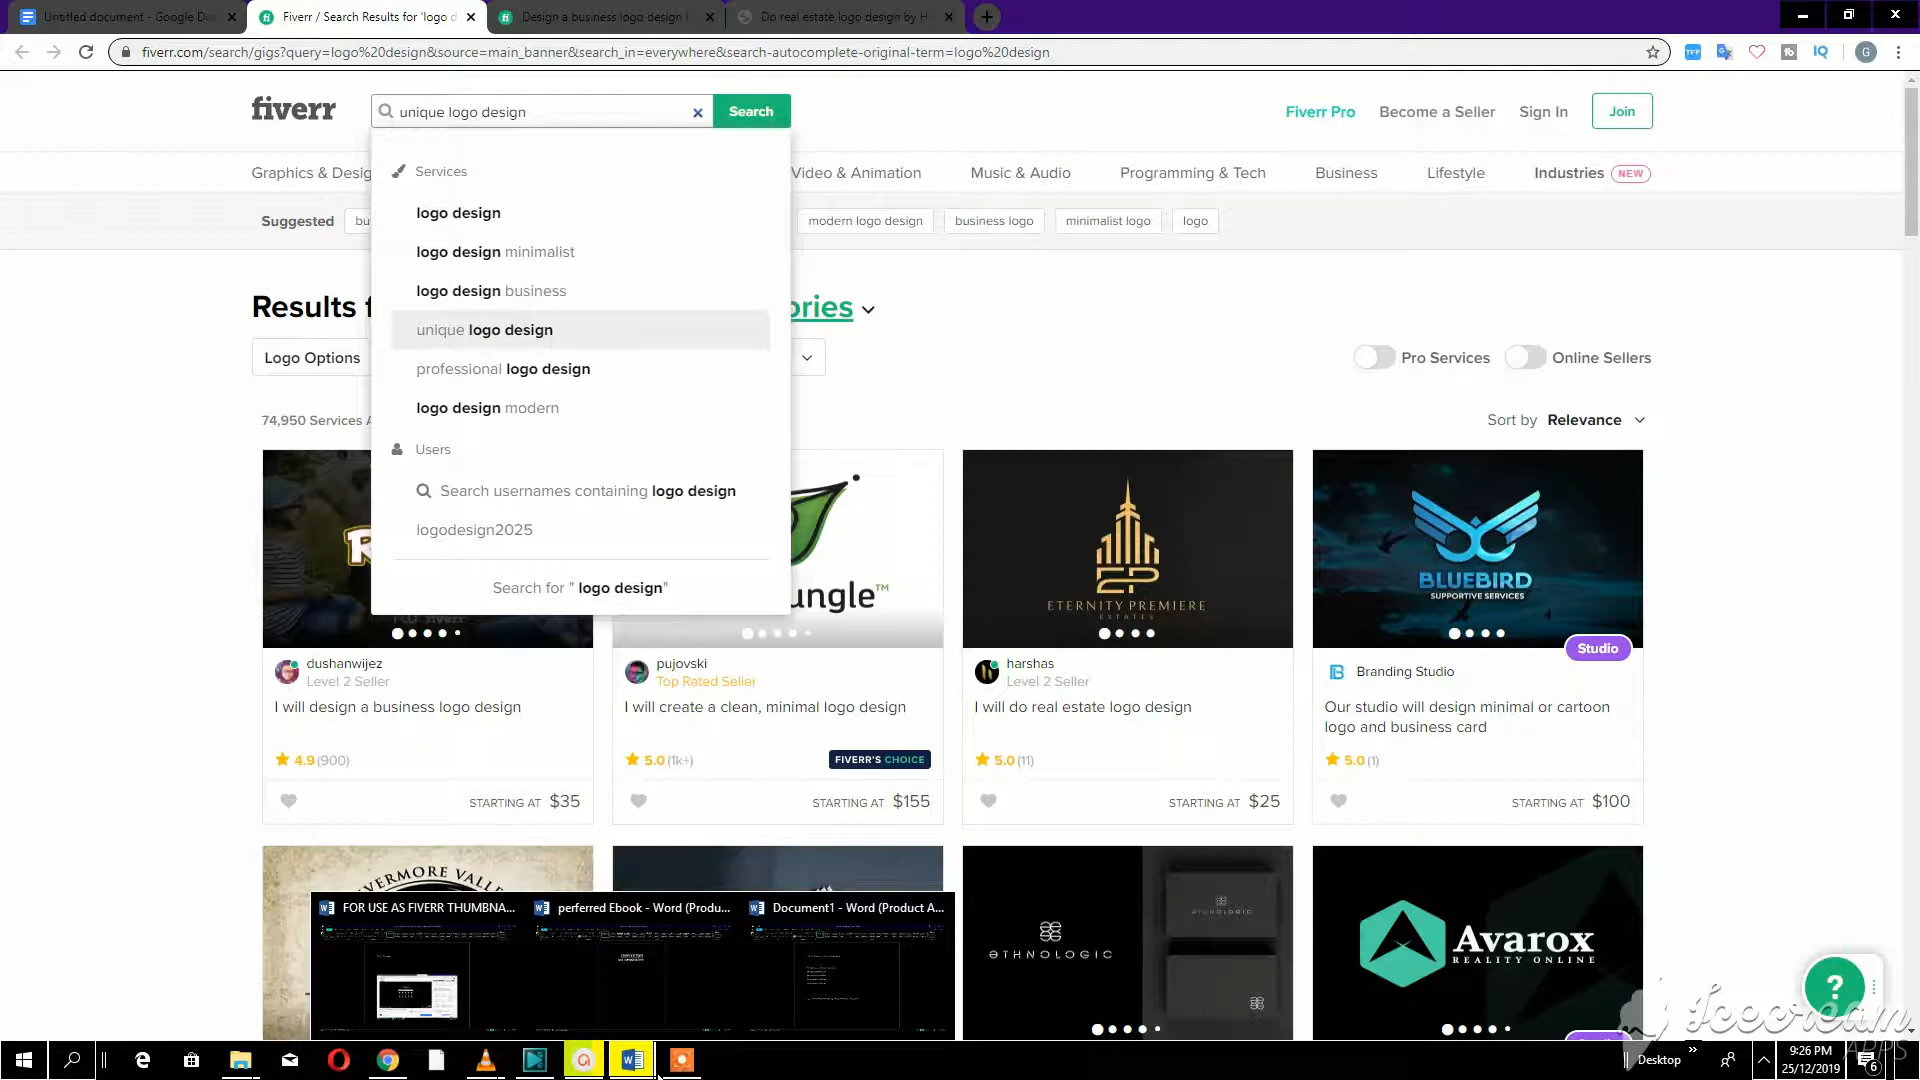 Untitled document - Google Do
Fiverr / Search Results for 'logo d
Design a business logo design
Do real estate logo design by H
fiverr.com/search/gigs?query=logo%20design&source=main_banner&search_in=everywhere&search-autocomplete-original-term=logo%20design
G
fiverr
unique logo design
Search
Fiverr Pro
Become a Seller
Sign In
Join
Graphics & Desig
Video & Animation
Music & Audio
Programming & Tech
Business
Lifestyle
Industries NEW
Services
Suggested
bu
modern logo design
business logo
minimalist logo
logo
logo design
logo design minimalist
logo design business
unique logo design
professional logo design
logo design modern
Users
Search usernames containing logo design
logodesign2025
Search for " logo design"
Results f
ories
Logo Options
Pro Services
Online Sellers
74,950 Services A
Sort by Relevance
ungle™
ETERNITY PREMIERE
ESTATES
BLUEBIRD
SUPPORTIVE SERVICES
Studio
dushanwijez
Level 2 Seller
pujovski
Top Rated Seller
harshas
Level 2 Seller
Branding Studio
I will design a business logo design
I will create a clean, minimal logo design
I will do real estate logo design
Our studio will design minimal or cartoon
logo and business card
4.9 (900)
5.0 (1k+)
FIVERR'S CHOICE
5.0 (11)
5.0 (1)
STARTING AT $35
STARTING AT $155
STARTING AT $25
STARTING AT $100
VERMORE VALLE
FOR USE AS FIVERR THUMBNA...
perferred Ebook - Word (Produ...
Document1 - Word (Product A...
ETHNOLOGIC
Avarox
REALITY ONLINE
?
Icecream
APPS
Desktop
9:26 PM
25/12/2019
6